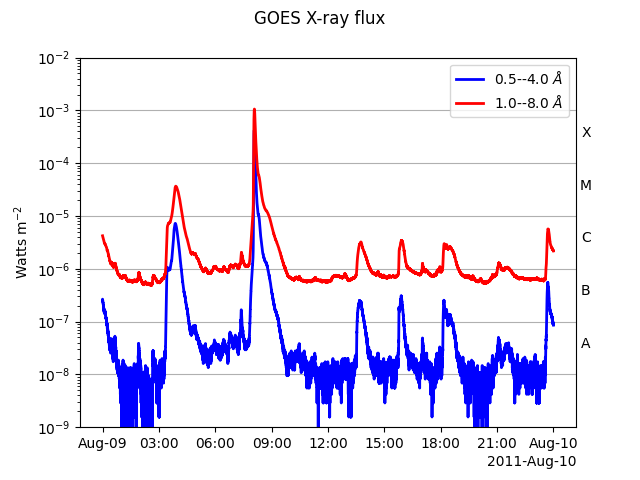 GOES X-ray flux
0.5--4.0 Å
1.0--8.0 Å
10⁻²
10⁻³
10⁻⁴
10⁻⁵
10⁻⁶
10⁻⁷
10⁻⁸
10⁻⁹
Watts m⁻²
X
M
C
B
A
Aug-09 03:00 06:00 09:00 12:00 15:00 18:00 21:00 Aug-10
2011-Aug-10